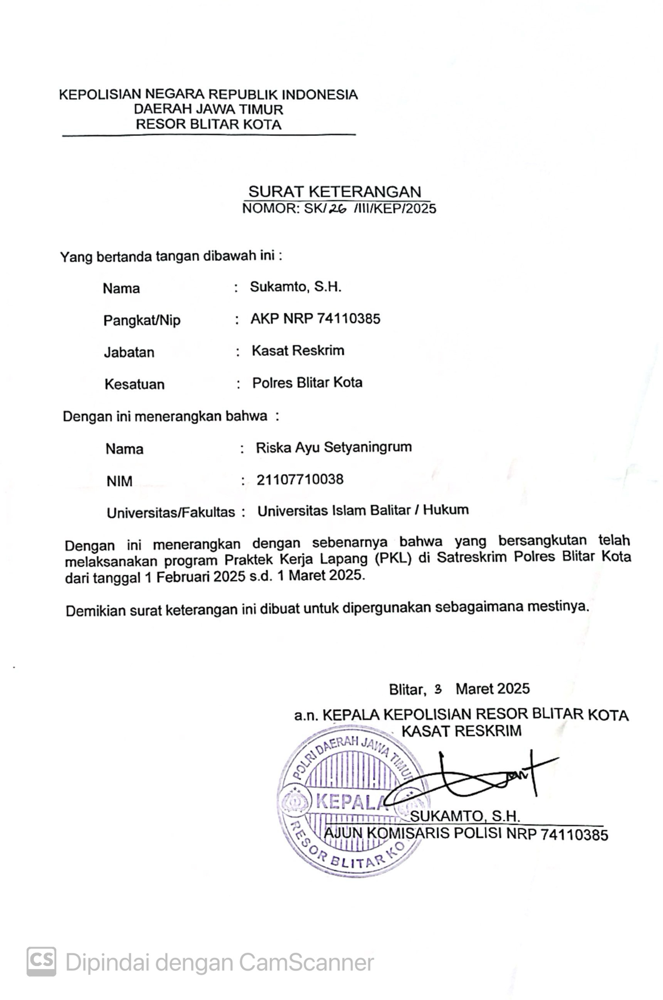 KEPOLISIAN NEGARA REPUBLIK INDONESIA
DAERAH JAWA TIMUR
RESOR BLITAR KOTA
SURAT KETERANGAN
NOMOR: SK/26 /III/KEP/2025
Yang bertanda tangan dibawah ini :
Nama : Sukamto, S.H.
Pangkat/Nip : AKP NRP 74110385
Jabatan : Kasat Reskrim
Kesatuan : Polres Blitar Kota
Dengan ini menerangkan bahwa :
Nama : Riska Ayu Setyaningrum
NIM : 21107710038
Universitas/Fakultas : Universitas Islam Balitar / Hukum
Dengan ini menerangkan dengan sebenarnya bahwa yang bersangkutan telah
melaksanakan program Praktek Kerja Lapang (PKL) di Satreskrim Polres Blitar Kota
dari tanggal 1 Februari 2025 s.d. 1 Maret 2025.
Demikian surat keterangan ini dibuat untuk dipergunakan sebagaimana mestinya.
Blitar, 3 Maret 2025
a.n. KEPALA KEPOLISIAN RESOR BLITAR KOTA
KASAT RESKRIM
POLRI DAERAH JAWA TIMUR
KEPALA
RESOR BLITAR KO
SUKAMTO, S.H.
AJUN KOMISARIS POLISI NRP 74110385
CS Dipindai dengan CamScanner